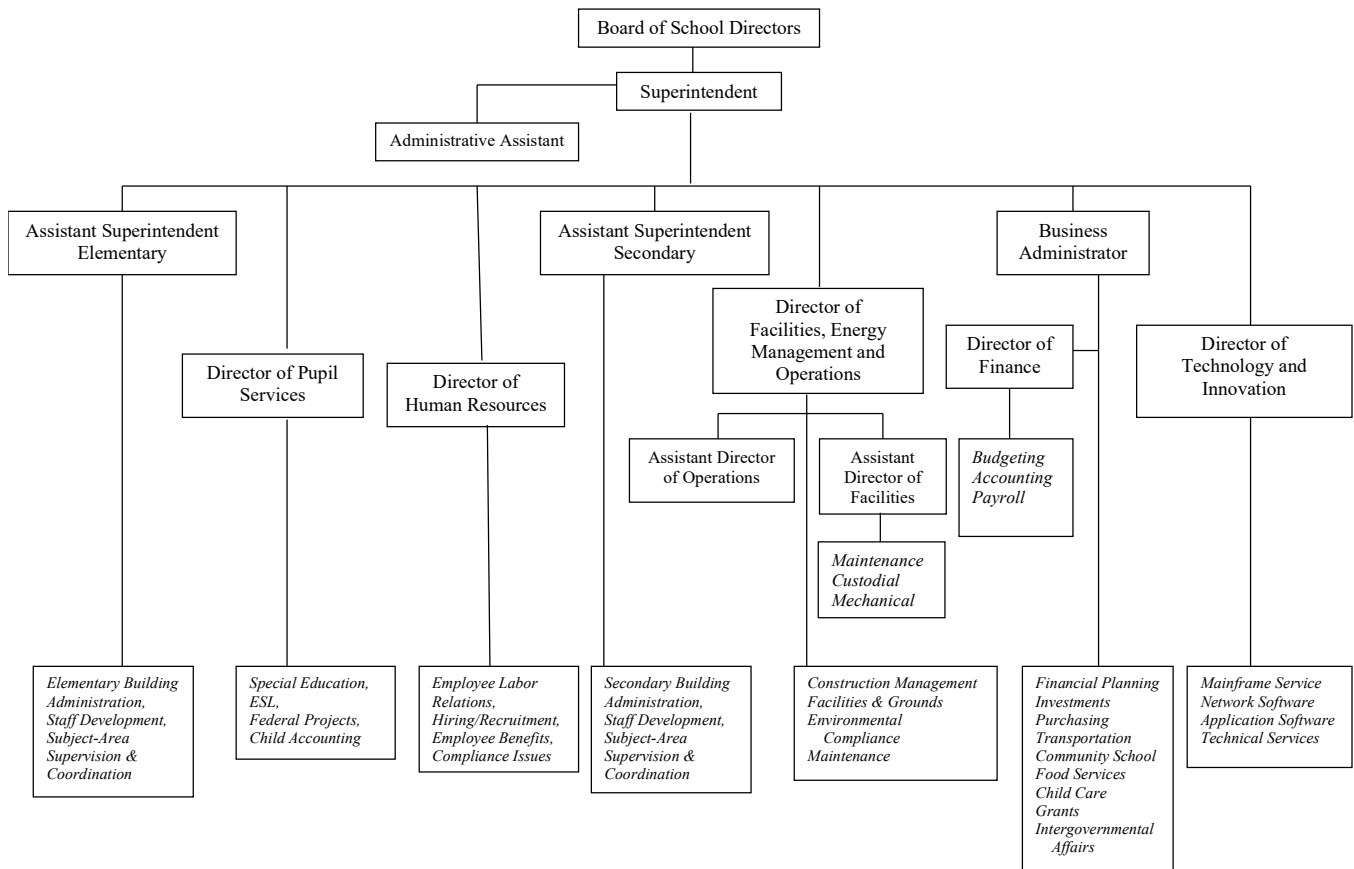 Board of School Directors
Superintendent
Administrative Assistant
Assistant Superintendent
Elementary
Assistant Superintendent
Secondary
Business
Administrator
Director of
Facilities, Energy
Management and
Operations
Director of
Finance
Director of
Technology and
Innovation
Director of Pupil
Services
Director of
Human Resources
Assistant Director
of Operations
Assistant
Director of
Facilities
Budgeting
Accounting
Payroll
Maintenance
Custodial
Mechanical
Elementary Building
Administration,
Staff Development,
Subject-Area
Supervision &
Coordination
Special Education,
ESL,
Federal Projects,
Child Accounting
Employee Labor
Relations,
Hiring/Recruitment,
Employee Benefits,
Compliance Issues
Secondary Building
Administration,
Staff Development,
Subject-Area
Supervision &
Coordination
Construction Management
Facilities & Grounds
Environmental
Compliance
Maintenance
Financial Planning
Investments
Purchasing
Transportation
Community School
Food Services
Child Care
Grants
Intergovernmental
Affairs
Mainframe Service
Network Software
Application Software
Technical Services